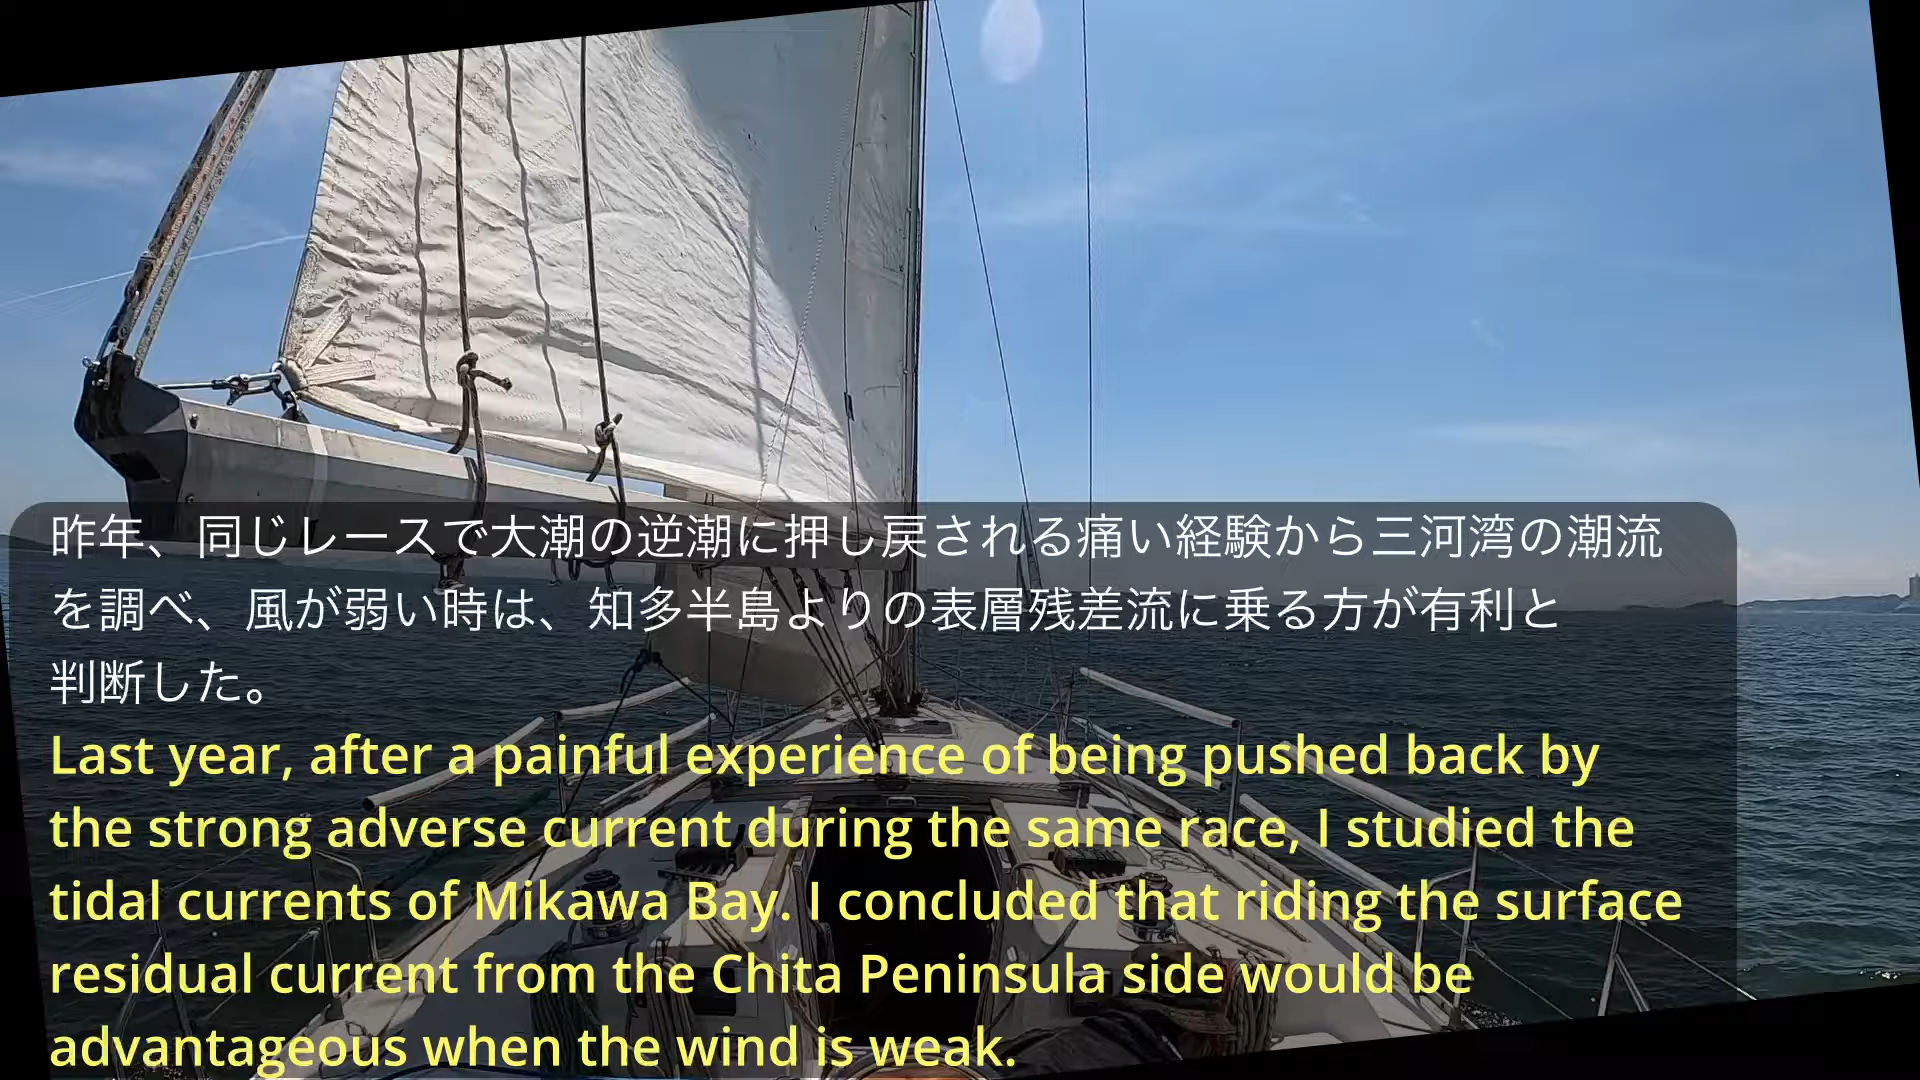 昨年、同じレースで大潮の逆潮に押し戻される痛い経験から三河湾の潮流
を調べ、風が弱い時は、知多半島よりの表層残差流に乗る方が有利と
判断した。
Last year, after a painful experience of being pushed back by
the strong adverse current during the same race, I studied the
tidal currents of Mikawa Bay. I concluded that riding the surface
residual current from the Chita Peninsula side would be
advantageous when the wind is weak.